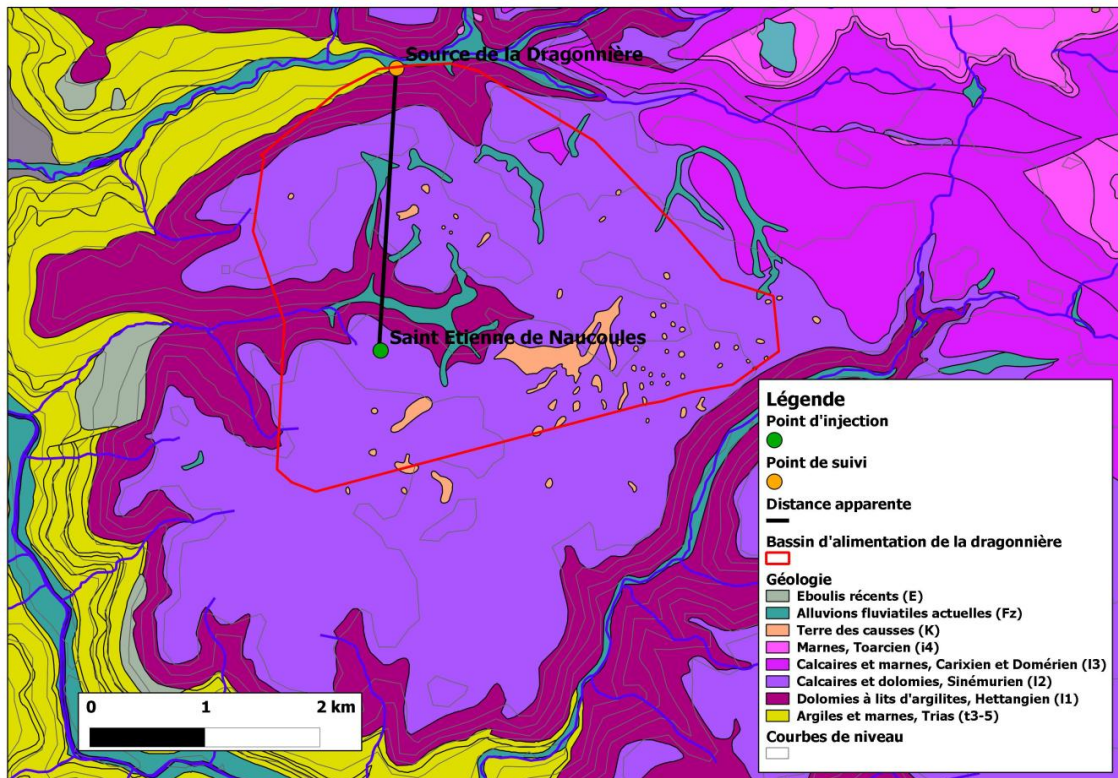 Source de la Dragonnière
Saint Etienne de Naucoules
Légende
Point d'injection
Point de suivi
Distance apparente
Bassin d'alimentation de la dragonnière
Géologie
Eboulis récents (E)
Alluvions fluviatiles actuelles (Fz)
Terre des causses (K)
Marnes, Toarcien (i4)
Calcaires et marnes, Carixien et Domérien (l3)
Calcaires et dolomies, Sinémurien (l2)
Dolomies à lits d'argilites, Hettangien (l1)
Argiles et marnes, Trias (t3-5)
Courbes de niveau
0 1 2 km